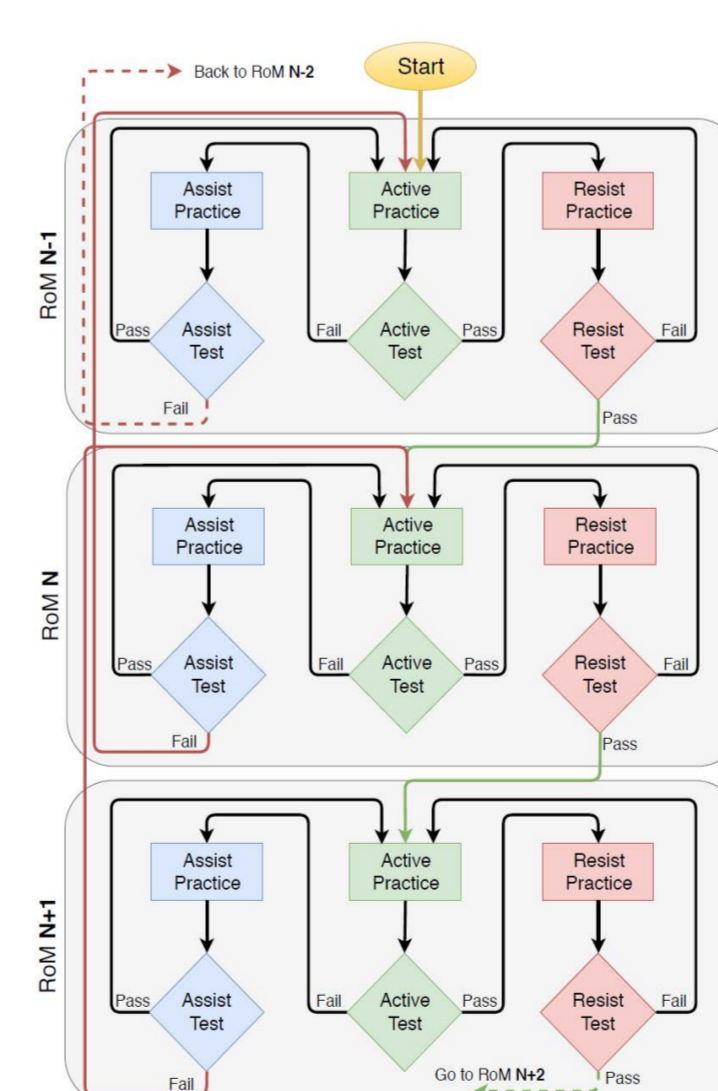 Back to RoM N-2
Start
RoM N-1
Assist
Practice
Active
Practice
Resist
Practice
Pass
Assist
Test
Fail
Active
Test
Pass
Resist
Test
Fail
Fail
Pass
RoM N
Assist
Practice
Active
Practice
Resist
Practice
Pass
Assist
Test
Fail
Active
Test
Pass
Resist
Test
Fail
Fail
Pass
RoM N+1
Assist
Practice
Active
Practice
Resist
Practice
Pass
Assist
Test
Fail
Active
Test
Pass
Resist
Test
Fail
Fail
Go to RoM N+2
Pass